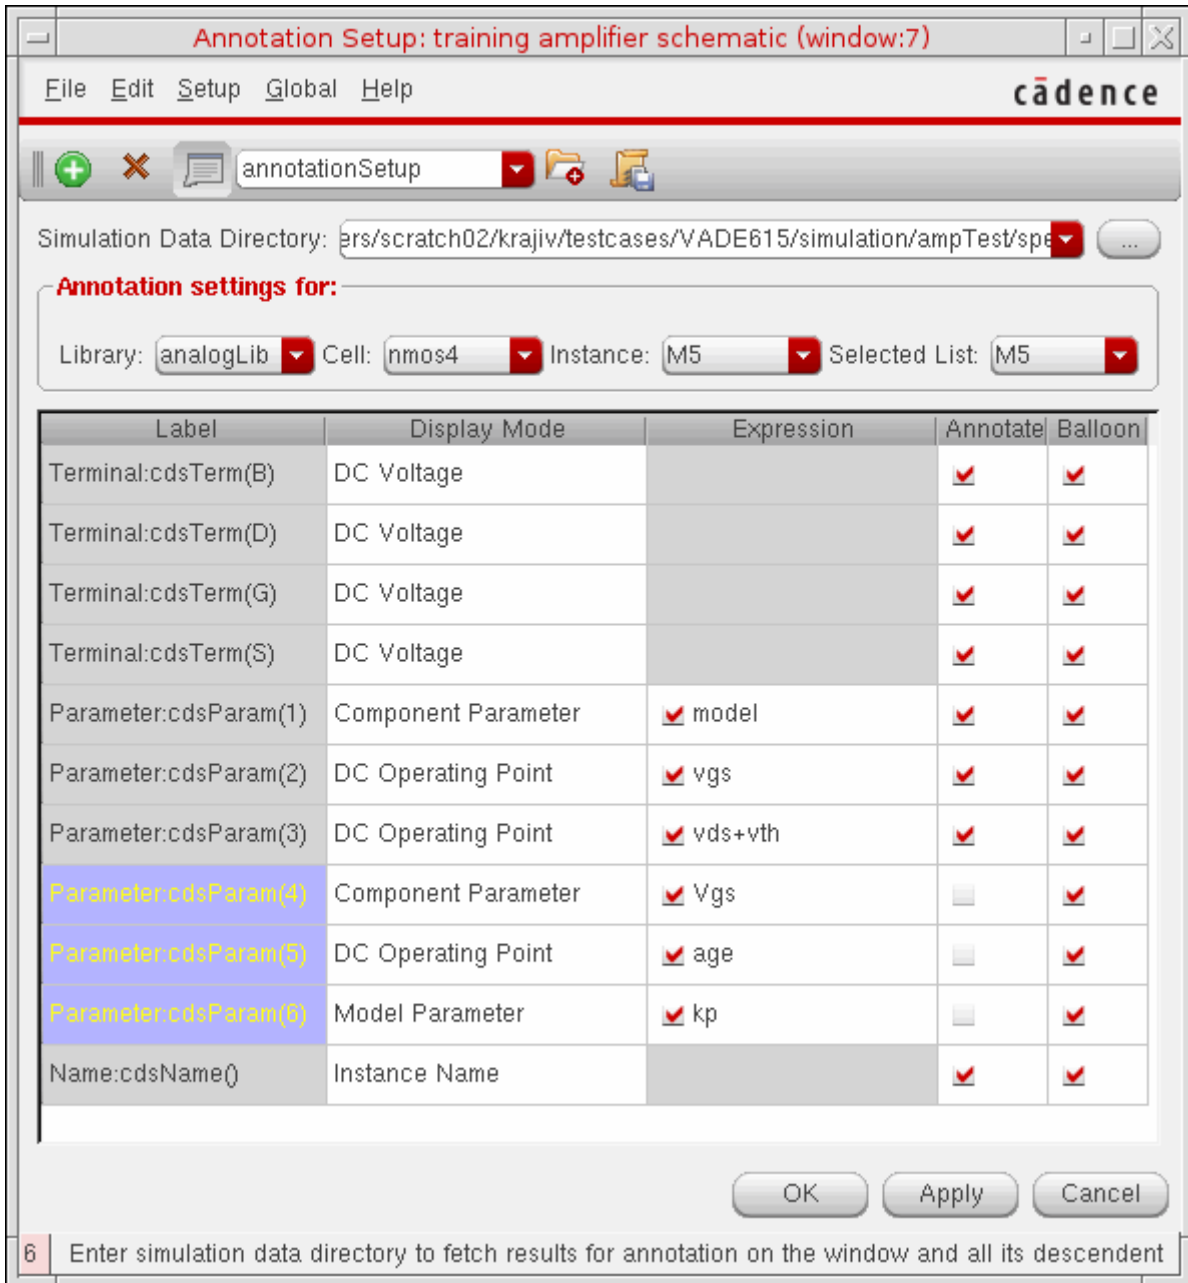 Annotation Setup: training amplifier schematic (window:7)
File Edit Setup Global Help cādence
annotationSetup
Simulation Data Directory: ers/scratch02/krajiv/testcases/VADE615/simulation/ampTest/spe ...
Annotation settings for:
Library: analogLib Cell: nmos4 Instance: M5 Selected List: M5
Label Display Mode Expression Annotate Balloon
Terminal:cdsTerm(B) DC Voltage
Terminal:cdsTerm(D) DC Voltage
Terminal:cdsTerm(G) DC Voltage
Terminal:cdsTerm(S) DC Voltage
Parameter:cdsParam(1) Component Parameter model
Parameter:cdsParam(2) DC Operating Point vgs
Parameter:cdsParam(3) DC Operating Point vds+vth
Parameter:cdsParam(4) Component Parameter Vgs
Parameter:cdsParam(5) DC Operating Point age
Parameter:cdsParam(6) Model Parameter kp
Name:cdsName() Instance Name
OK Apply Cancel
6 Enter simulation data directory to fetch results for annotation on the window and all its descendent